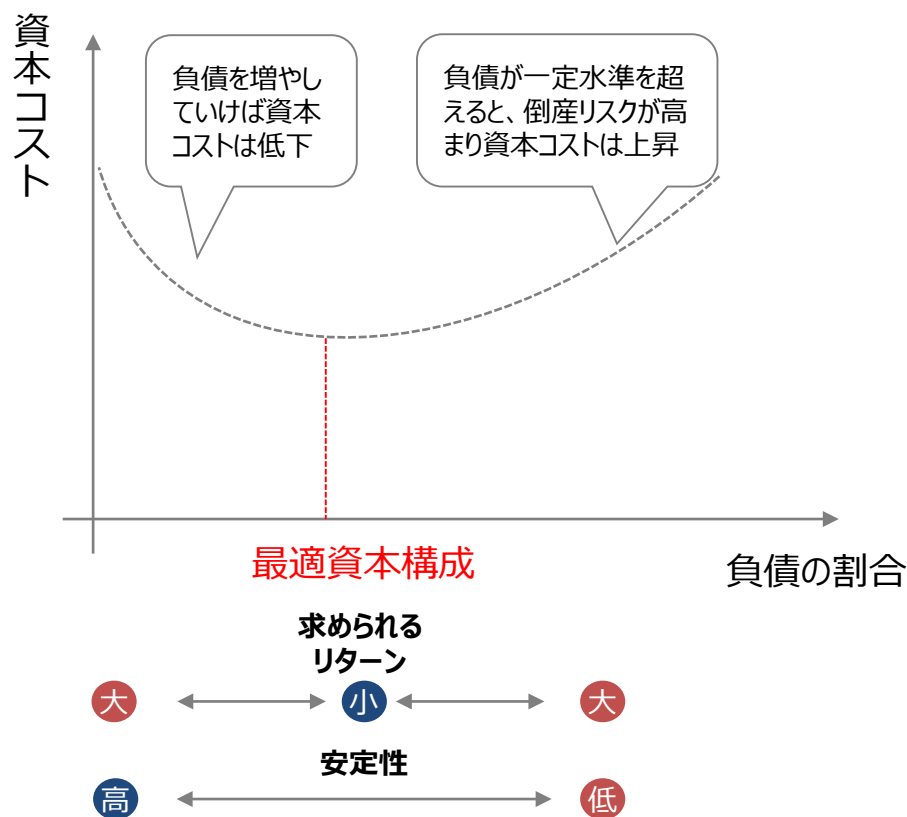 資本コスト
負債を増やし
ていけば資本
コストは低下
負債が一定水準を超
えると、倒産リスクが高
まり資本コストは上昇
最適資本構成
負債の割合
求められる
リターン
大
小
大
安定性
高
低